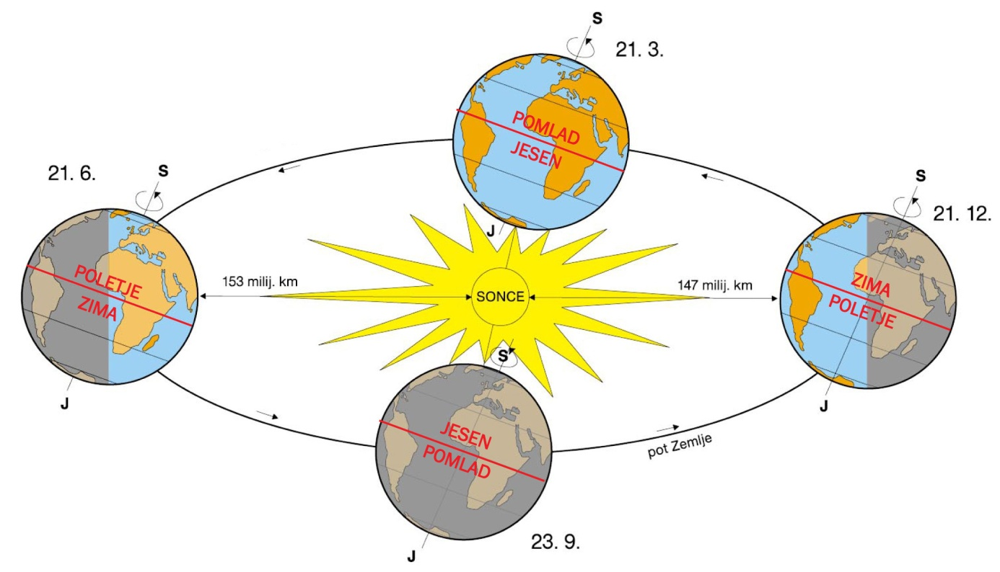 S
21. 3.
POMLAD
JESEN
J
21. 6.
S
POLETJE
ZIMA
J
153 milij. km
SONCE
147 milij. km
S
21. 12.
ZIMA
POLETJE
J
S
JESEN
POMLAD
J
23. 9.
pot Zemlje